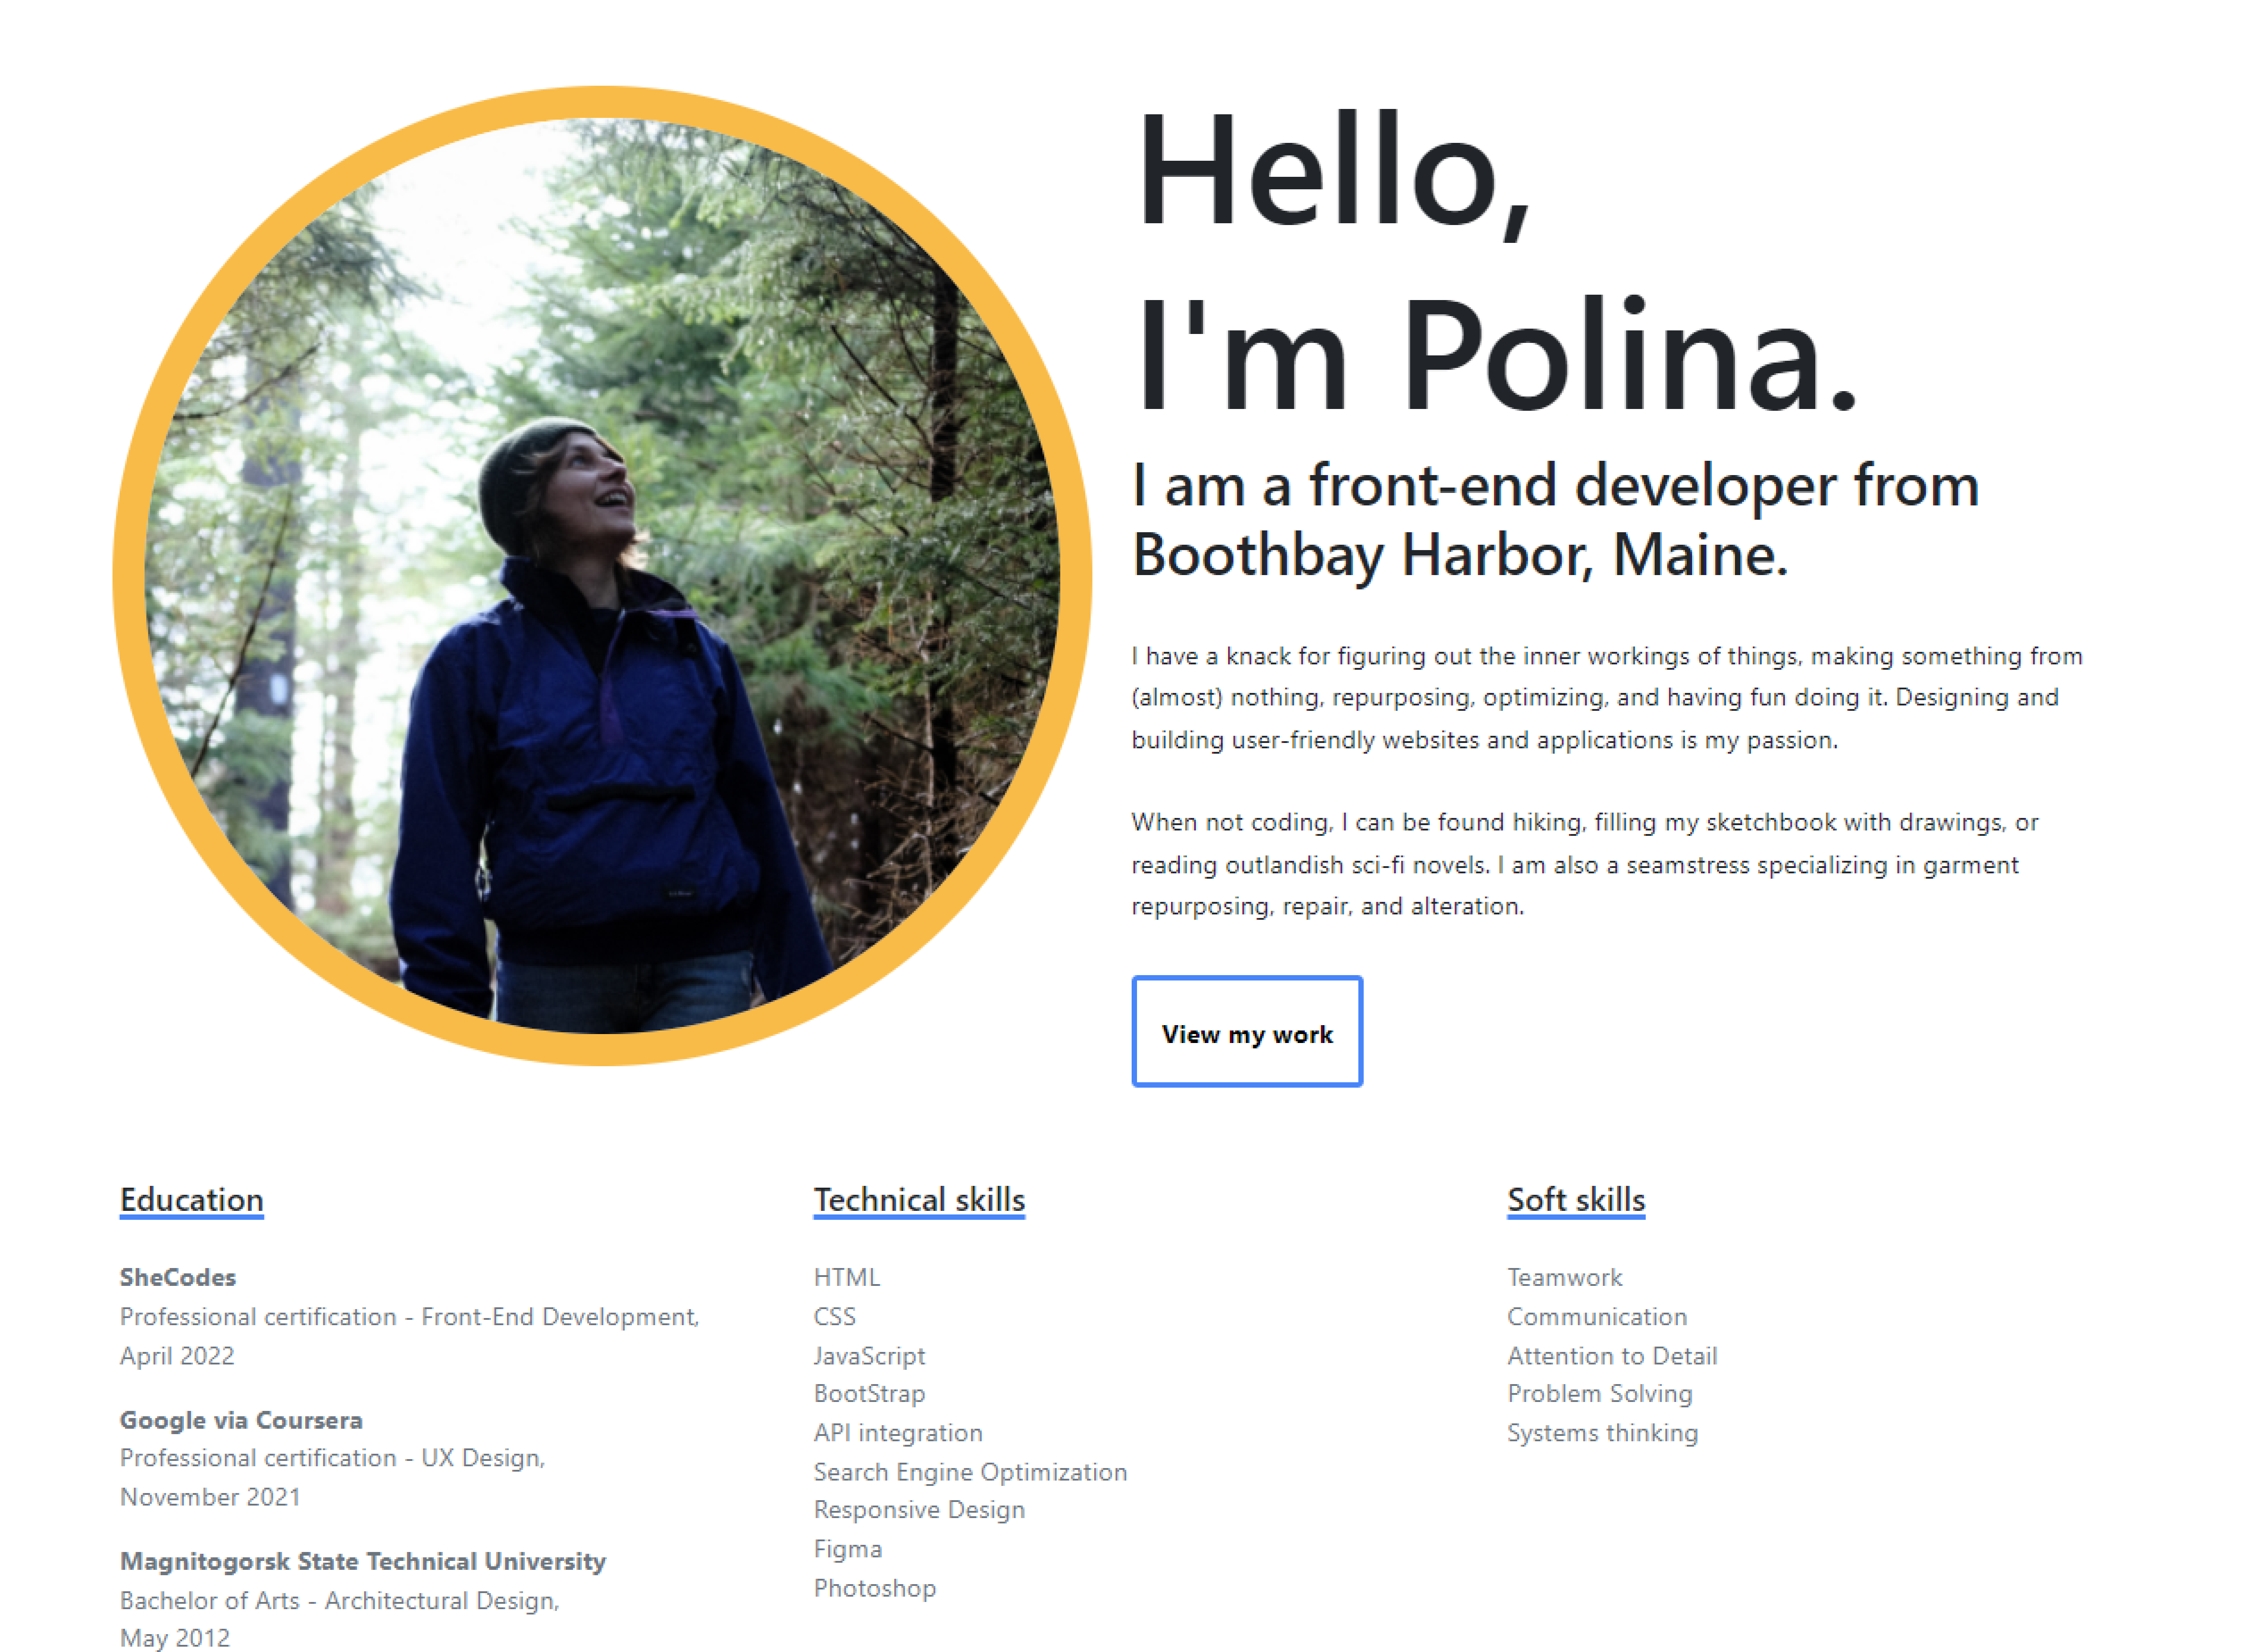 Hello,
I'm Polina.
I am a front-end developer from
Boothbay Harbor, Maine.
I have a knack for figuring out the inner workings of things, making something from
(almost) nothing, repurposing, optimizing, and having fun doing it. Designing and
building user-friendly websites and applications is my passion.
When not coding, I can be found hiking, filling my sketchbook with drawings, or
reading outlandish sci-fi novels. I am also a seamstress specializing in garment
repurposing, repair, and alteration.
View my work
Education
SheCodes
Professional certification - Front-End Development,
April 2022
Google via Coursera
Professional certification - UX Design,
November 2021
Magnitogorsk State Technical University
Bachelor of Arts - Architectural Design,
May 2012
Technical skills
HTML
CSS
JavaScript
BootStrap
API integration
Search Engine Optimization
Responsive Design
Figma
Photoshop
Soft skills
Teamwork
Communication
Attention to Detail
Problem Solving
Systems thinking